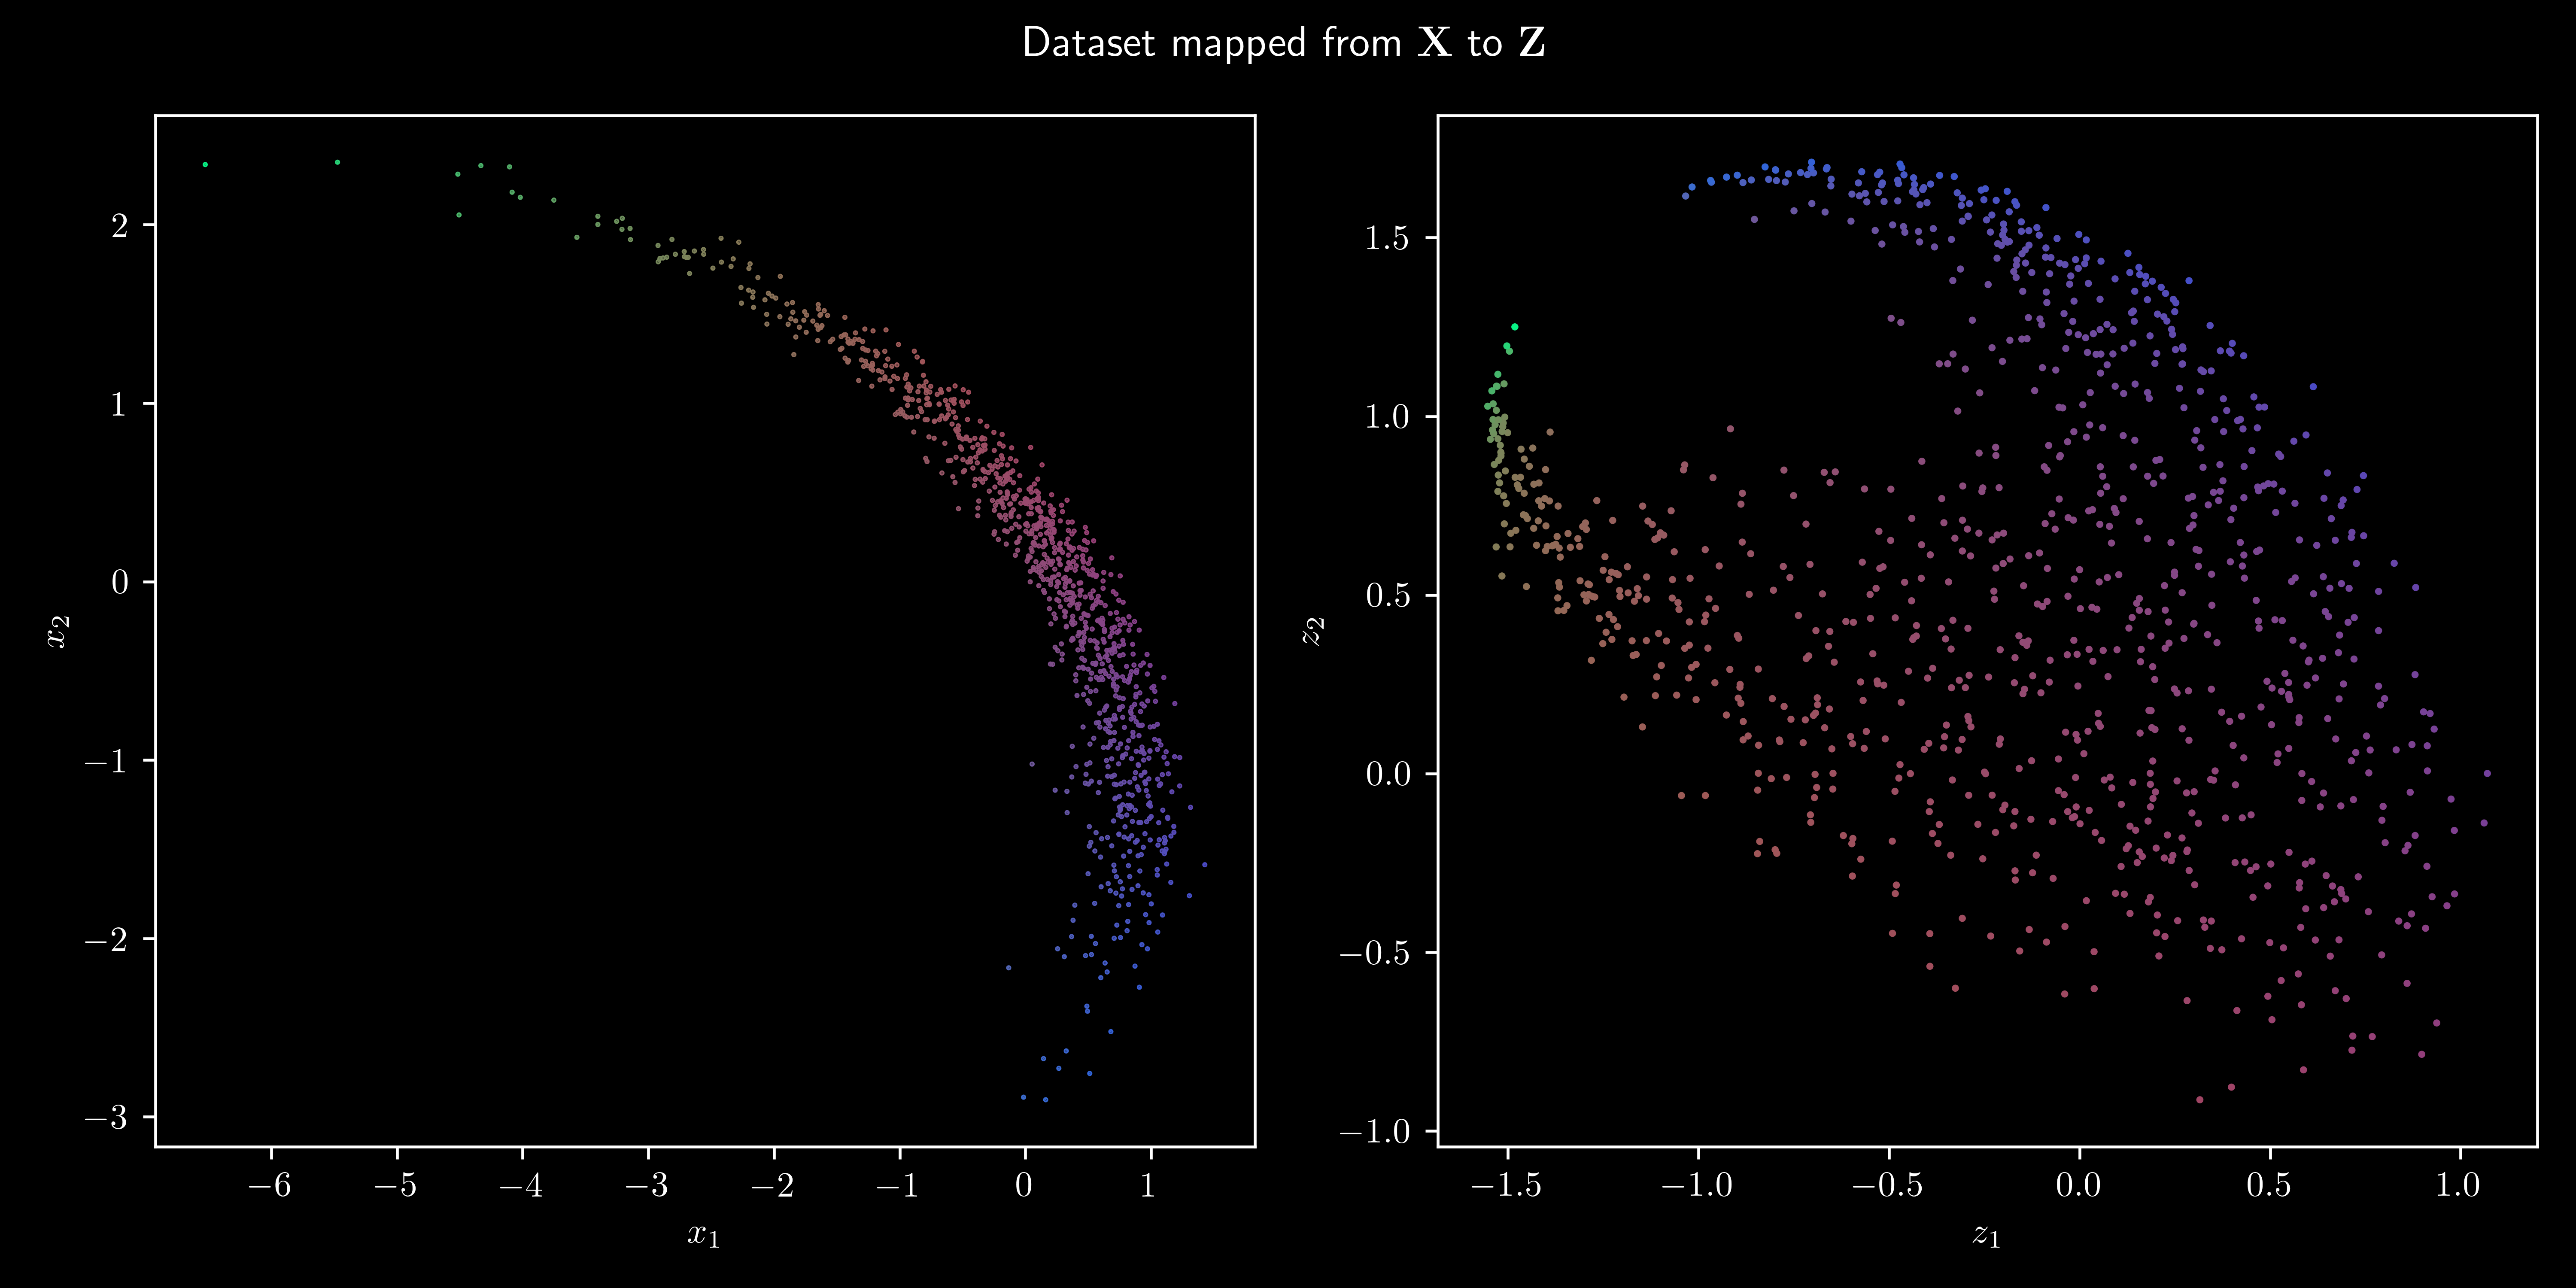 Dataset mapped from X to Z
2
1
0
−1
−2
−3
x₂
−6 −5 −4 −3 −2 −1 0 1
x₁
1.5
1.0
0.5
0.0
−0.5
−1.0
z₂
−1.5 −1.0 −0.5 0.0 0.5 1.0
z₁